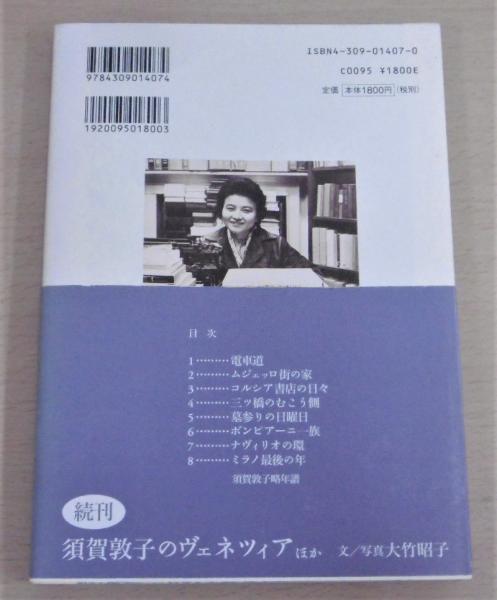 ISBN4-309-01407-0
C0095 ¥1800E
定価 本体1800円(税別)
9784309014074
1920095018003
目 次
1………電車道
2………ムジェッロ街の家
3………コルシア書店の日々
4………三ツ橋のむこう側
5………墓参りの日曜日
6………ボンピアーニ一族
7………ナヴィリオの環
8………ミラノ最後の年
須賀敦子略年譜
続刊
須賀敦子のヴェネツィア ほか 文/写真 大竹昭子